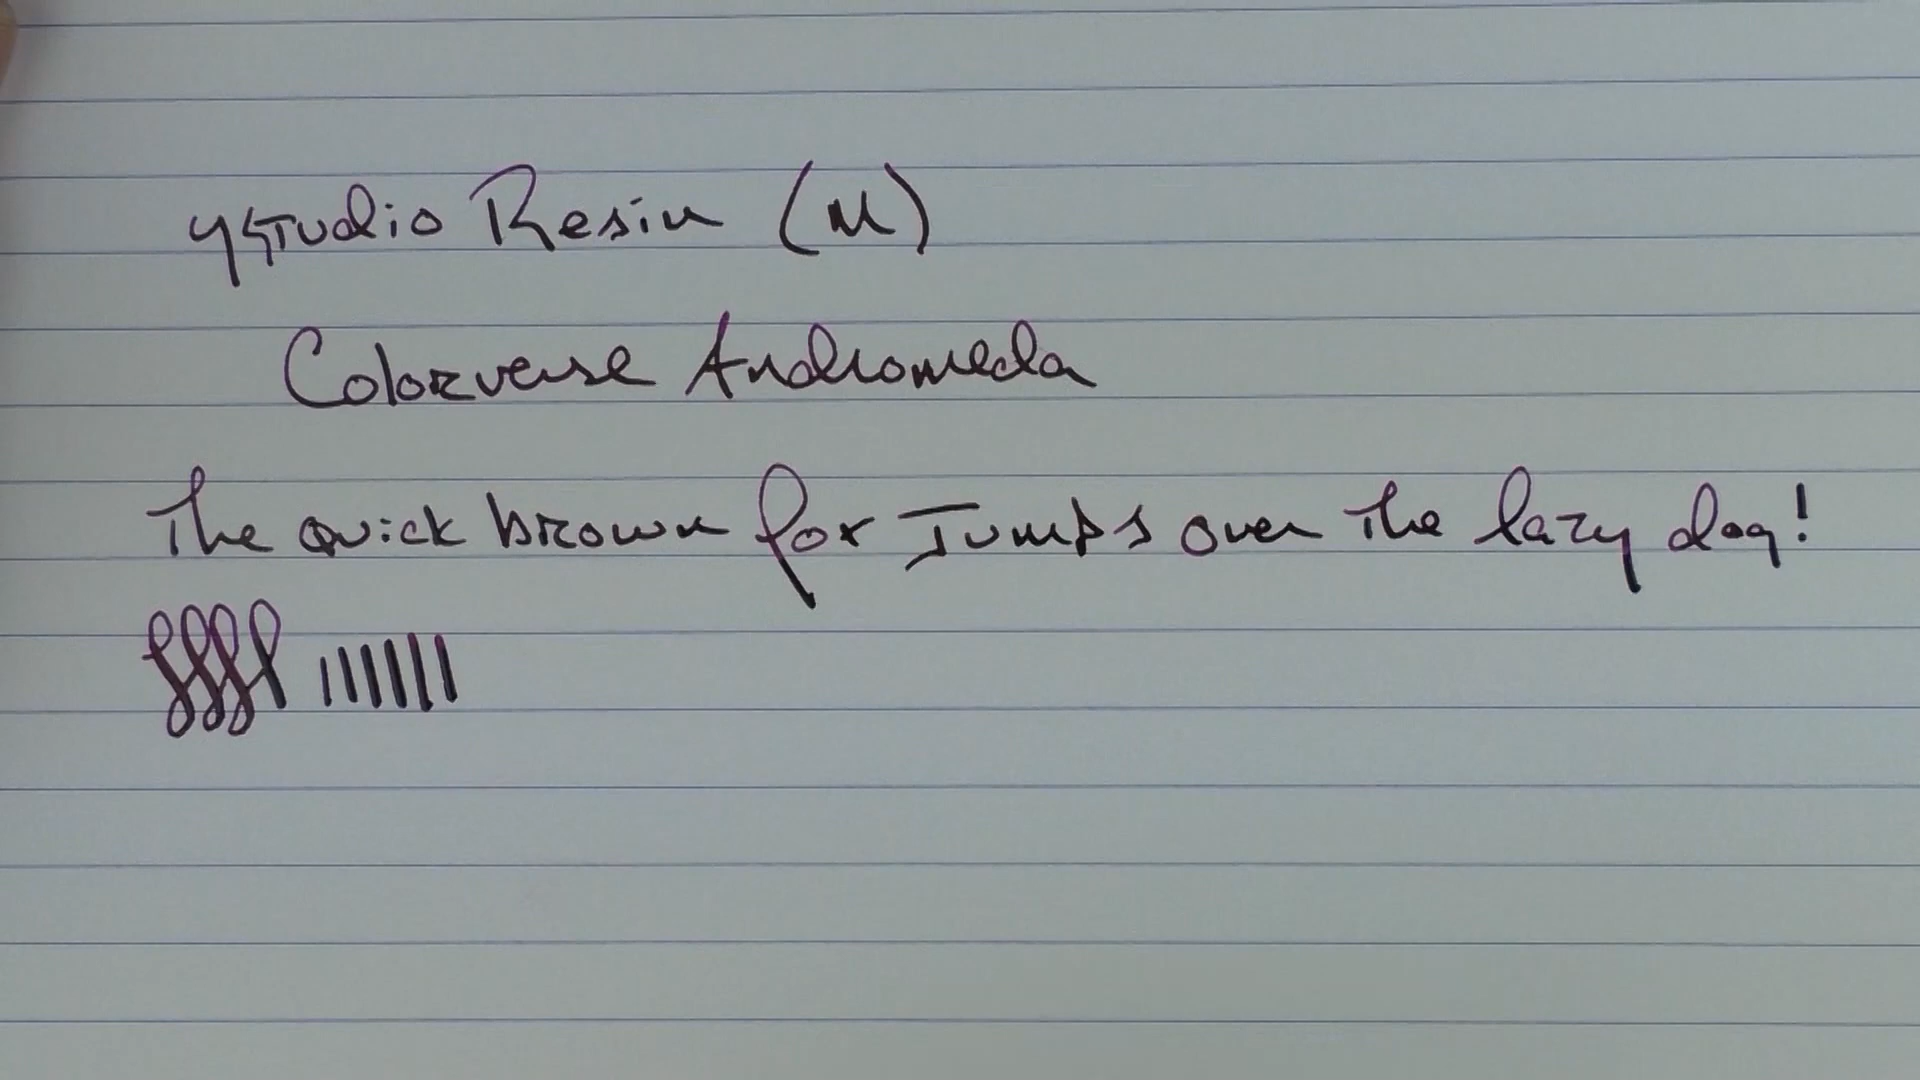 ystudio Resin (M)
Colorverse Andromeda
The quick brown fox Jumps over the lazy dog!